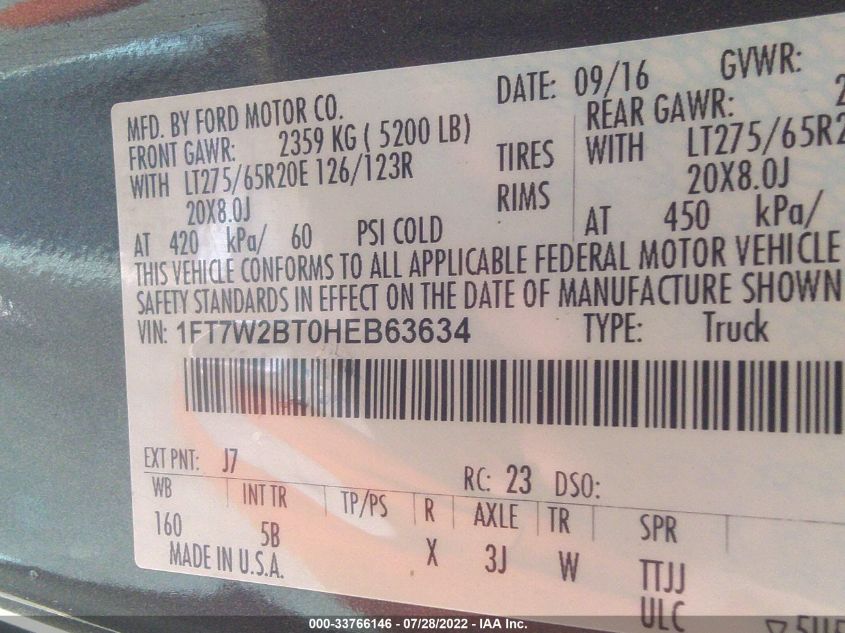 MFD. BY FORD MOTOR CO.
DATE: 09/16 GVWR:
FRONT GAWR: 2359 KG ( 5200 LB)
REAR GAWR: 2
WITH LT275/65R20E 126/123R TIRES WITH LT275/65R2
20X8.0J RIMS 20X8.0J
AT 420 kPa/ 60 PSI COLD AT 450 kPa/
THIS VEHICLE CONFORMS TO ALL APPLICABLE FEDERAL MOTOR VEHICLE
SAFETY STANDARDS IN EFFECT ON THE DATE OF MANUFACTURE SHOWN
VIN: 1FT7W2BT0HEB63634 TYPE: Truck
EXT PNT: J7 RC: 23 DSO:
WB INT TR TP/PS R AXLE TR SPR
160 5B X 3J W TTJJ
MADE IN U.S.A. ULC
000-33766146 - 07/28/2022 - IAA Inc.